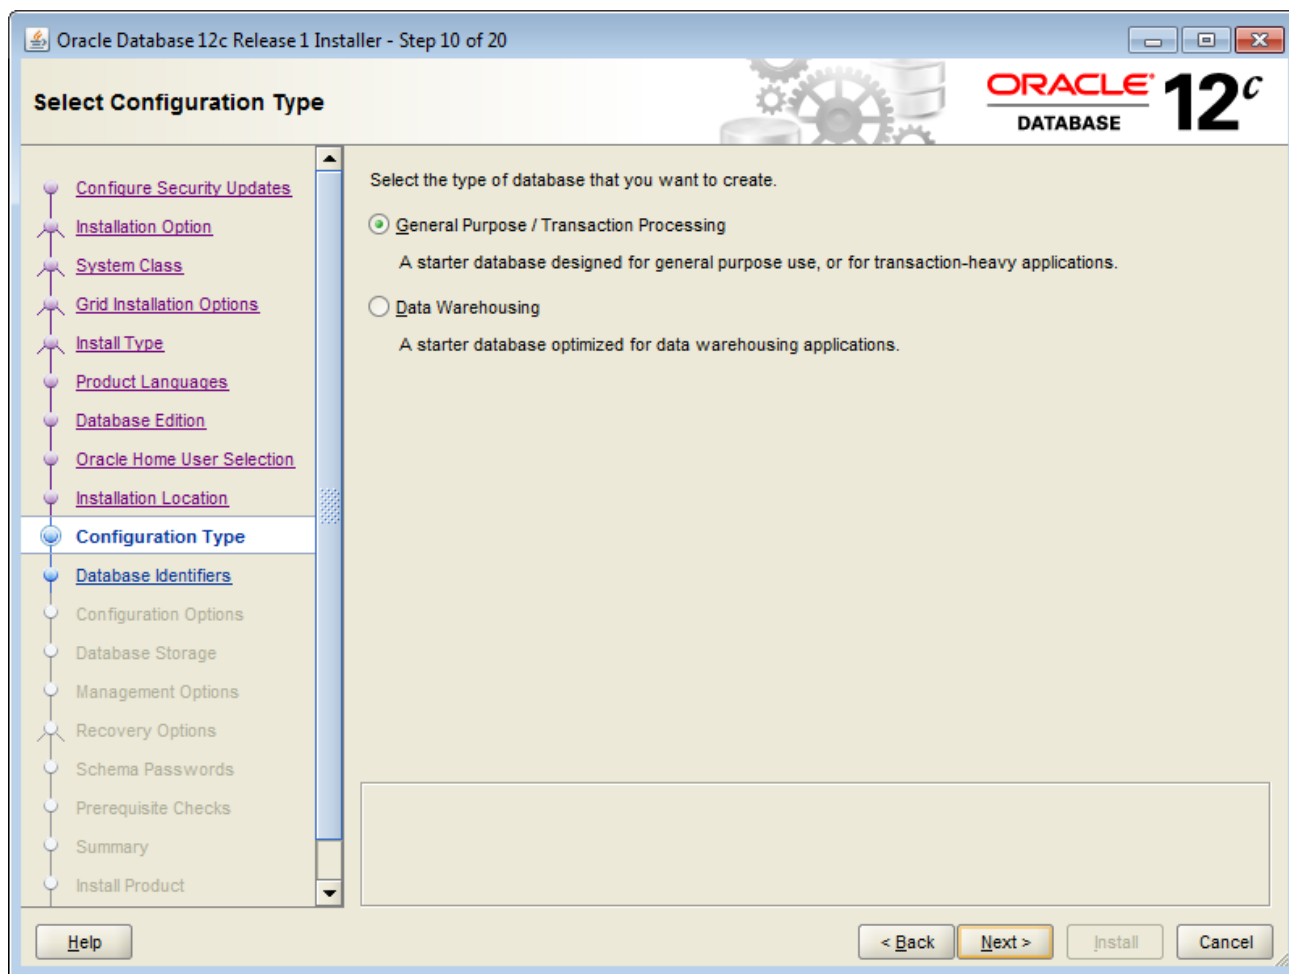 Oracle Database 12c Release 1 Installer - Step 10 of 20
Select Configuration Type
ORACLE
DATABASE
12c
Configure Security Updates
Installation Option
System Class
Grid Installation Options
Install Type
Product Languages
Database Edition
Oracle Home User Selection
Installation Location
Configuration Type
Database Identifiers
Configuration Options
Database Storage
Management Options
Recovery Options
Schema Passwords
Prerequisite Checks
Summary
Install Product
Select the type of database that you want to create.
General Purpose / Transaction Processing
A starter database designed for general purpose use, or for transaction-heavy applications.
Data Warehousing
A starter database optimized for data warehousing applications.
Help
< Back
Next >
Install
Cancel